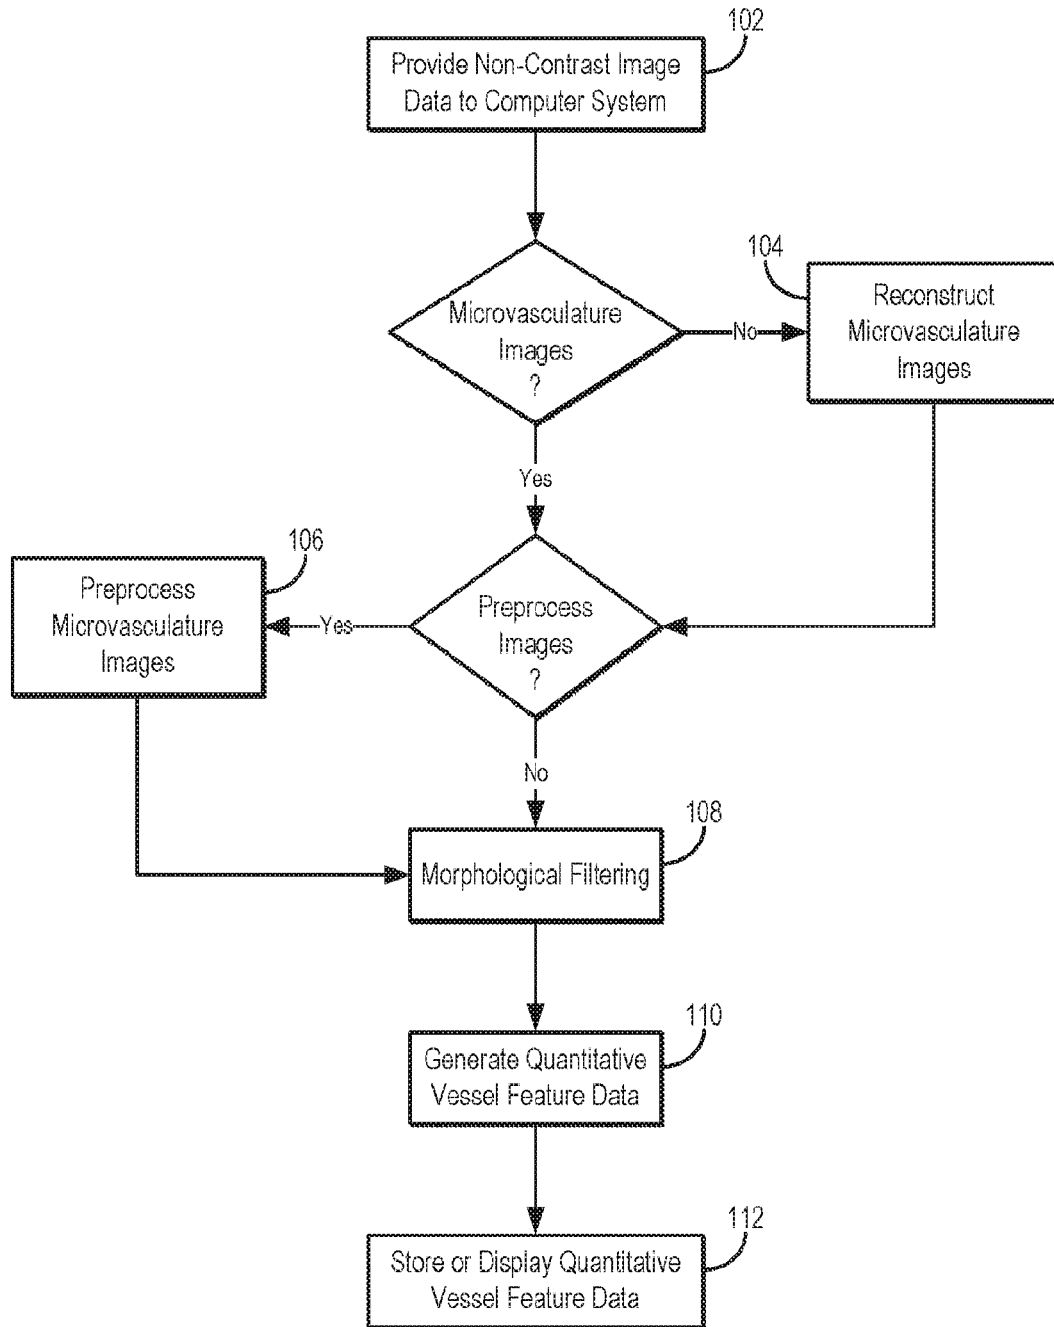 102
Provide Non-Contrast Image
Data to Computer System
104
Microvasculature
Images
?
No
Reconstruct
Microvasculature
Images
Yes
106
Preprocess
Microvasculature
Images
Yes
Preprocess
Images
?
No
108
Morphological Filtering
110
Generate Quantitative
Vessel Feature Data
112
Store or Display Quantitative
Vessel Feature Data